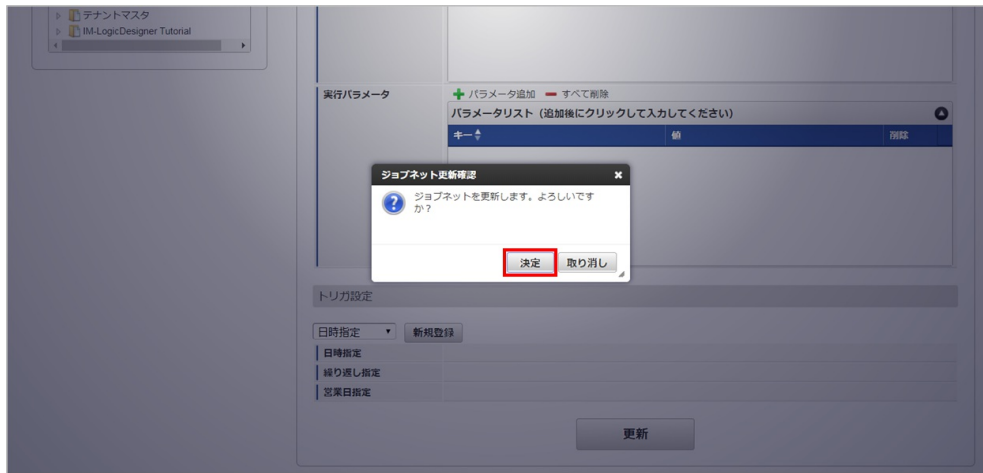 テナントマスタ
IM-LogicDesigner Tutorial
実行パラメータ
パラメータ追加 すべて削除
パラメータリスト（追加後にクリックして入力してください）
キー 値 削除
ジョブネット更新確認
ジョブネットを更新します。よろしいです
か？
決定 取り消し
トリガ設定
日時指定 新規登録
日時指定
繰り返し指定
営業日指定
更新